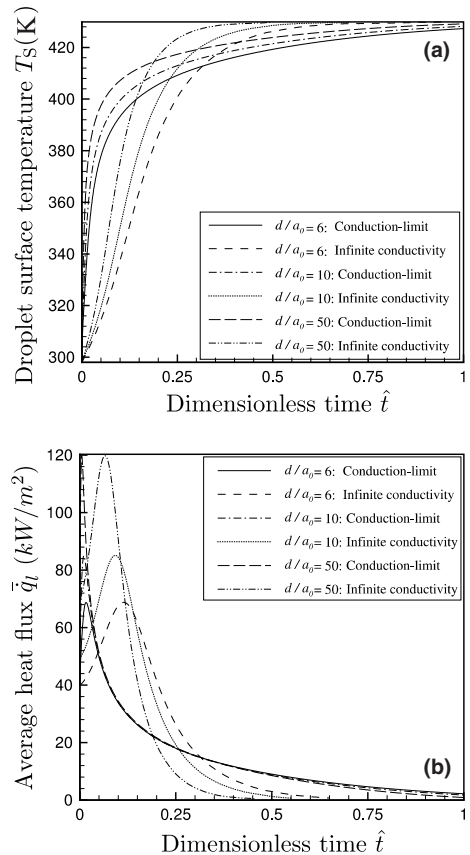 Droplet surface temperature T_S(K)
420
400
380
360
340
320
300
(a)
d/a₀= 6: Conduction-limit
d/a₀= 6: Infinite conductivity
d/a₀= 10: Conduction-limit
d/a₀= 10: Infinite conductivity
d/a₀= 50: Conduction-limit
d/a₀= 50: Infinite conductivity
0 0.25 0.5 0.75 1
Dimensionless time t̂
Average heat flux q̇̄_l (kW/m²)
120
100
80
60
40
20
0
d/a₀= 6: Conduction-limit
d/a₀= 6: Infinite conductivity
d/a₀= 10: Conduction-limit
d/a₀= 10: Infinite conductivity
d/a₀= 50: Conduction-limit
d/a₀= 50: Infinite conductivity
(b)
0 0.25 0.5 0.75 1
Dimensionless time t̂